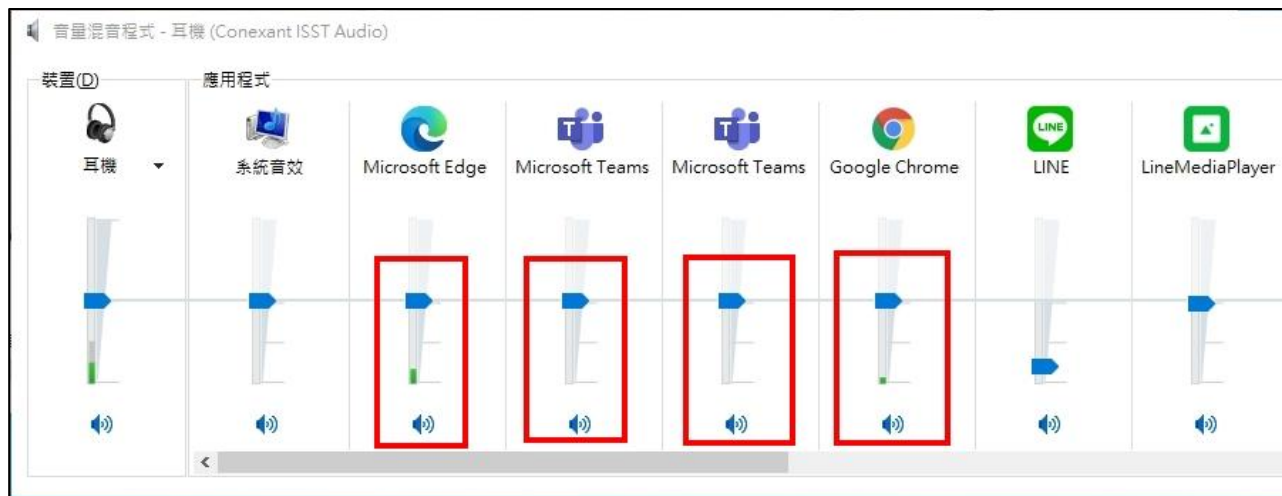 音量混音程式 - 耳機 (Conexant ISST Audio)
裝置(D)
應用程式
耳機
系統音效
Microsoft Edge
Microsoft Teams
Microsoft Teams
Google Chrome
LINE
LINE
LineMediaPlayer